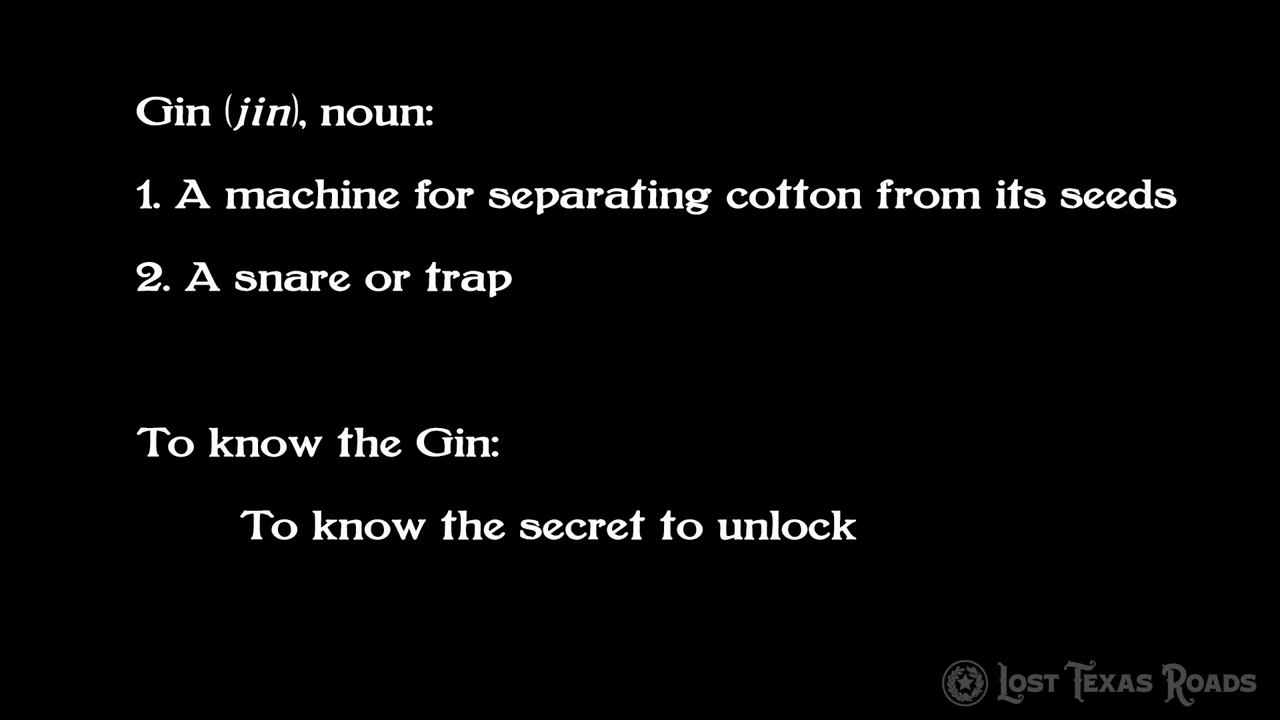 Gin (jin), noun:
1. A machine for separating cotton from its seeds
2. A snare or trap
To know the Gin:
To know the secret to unlock
Lost Texas Roads